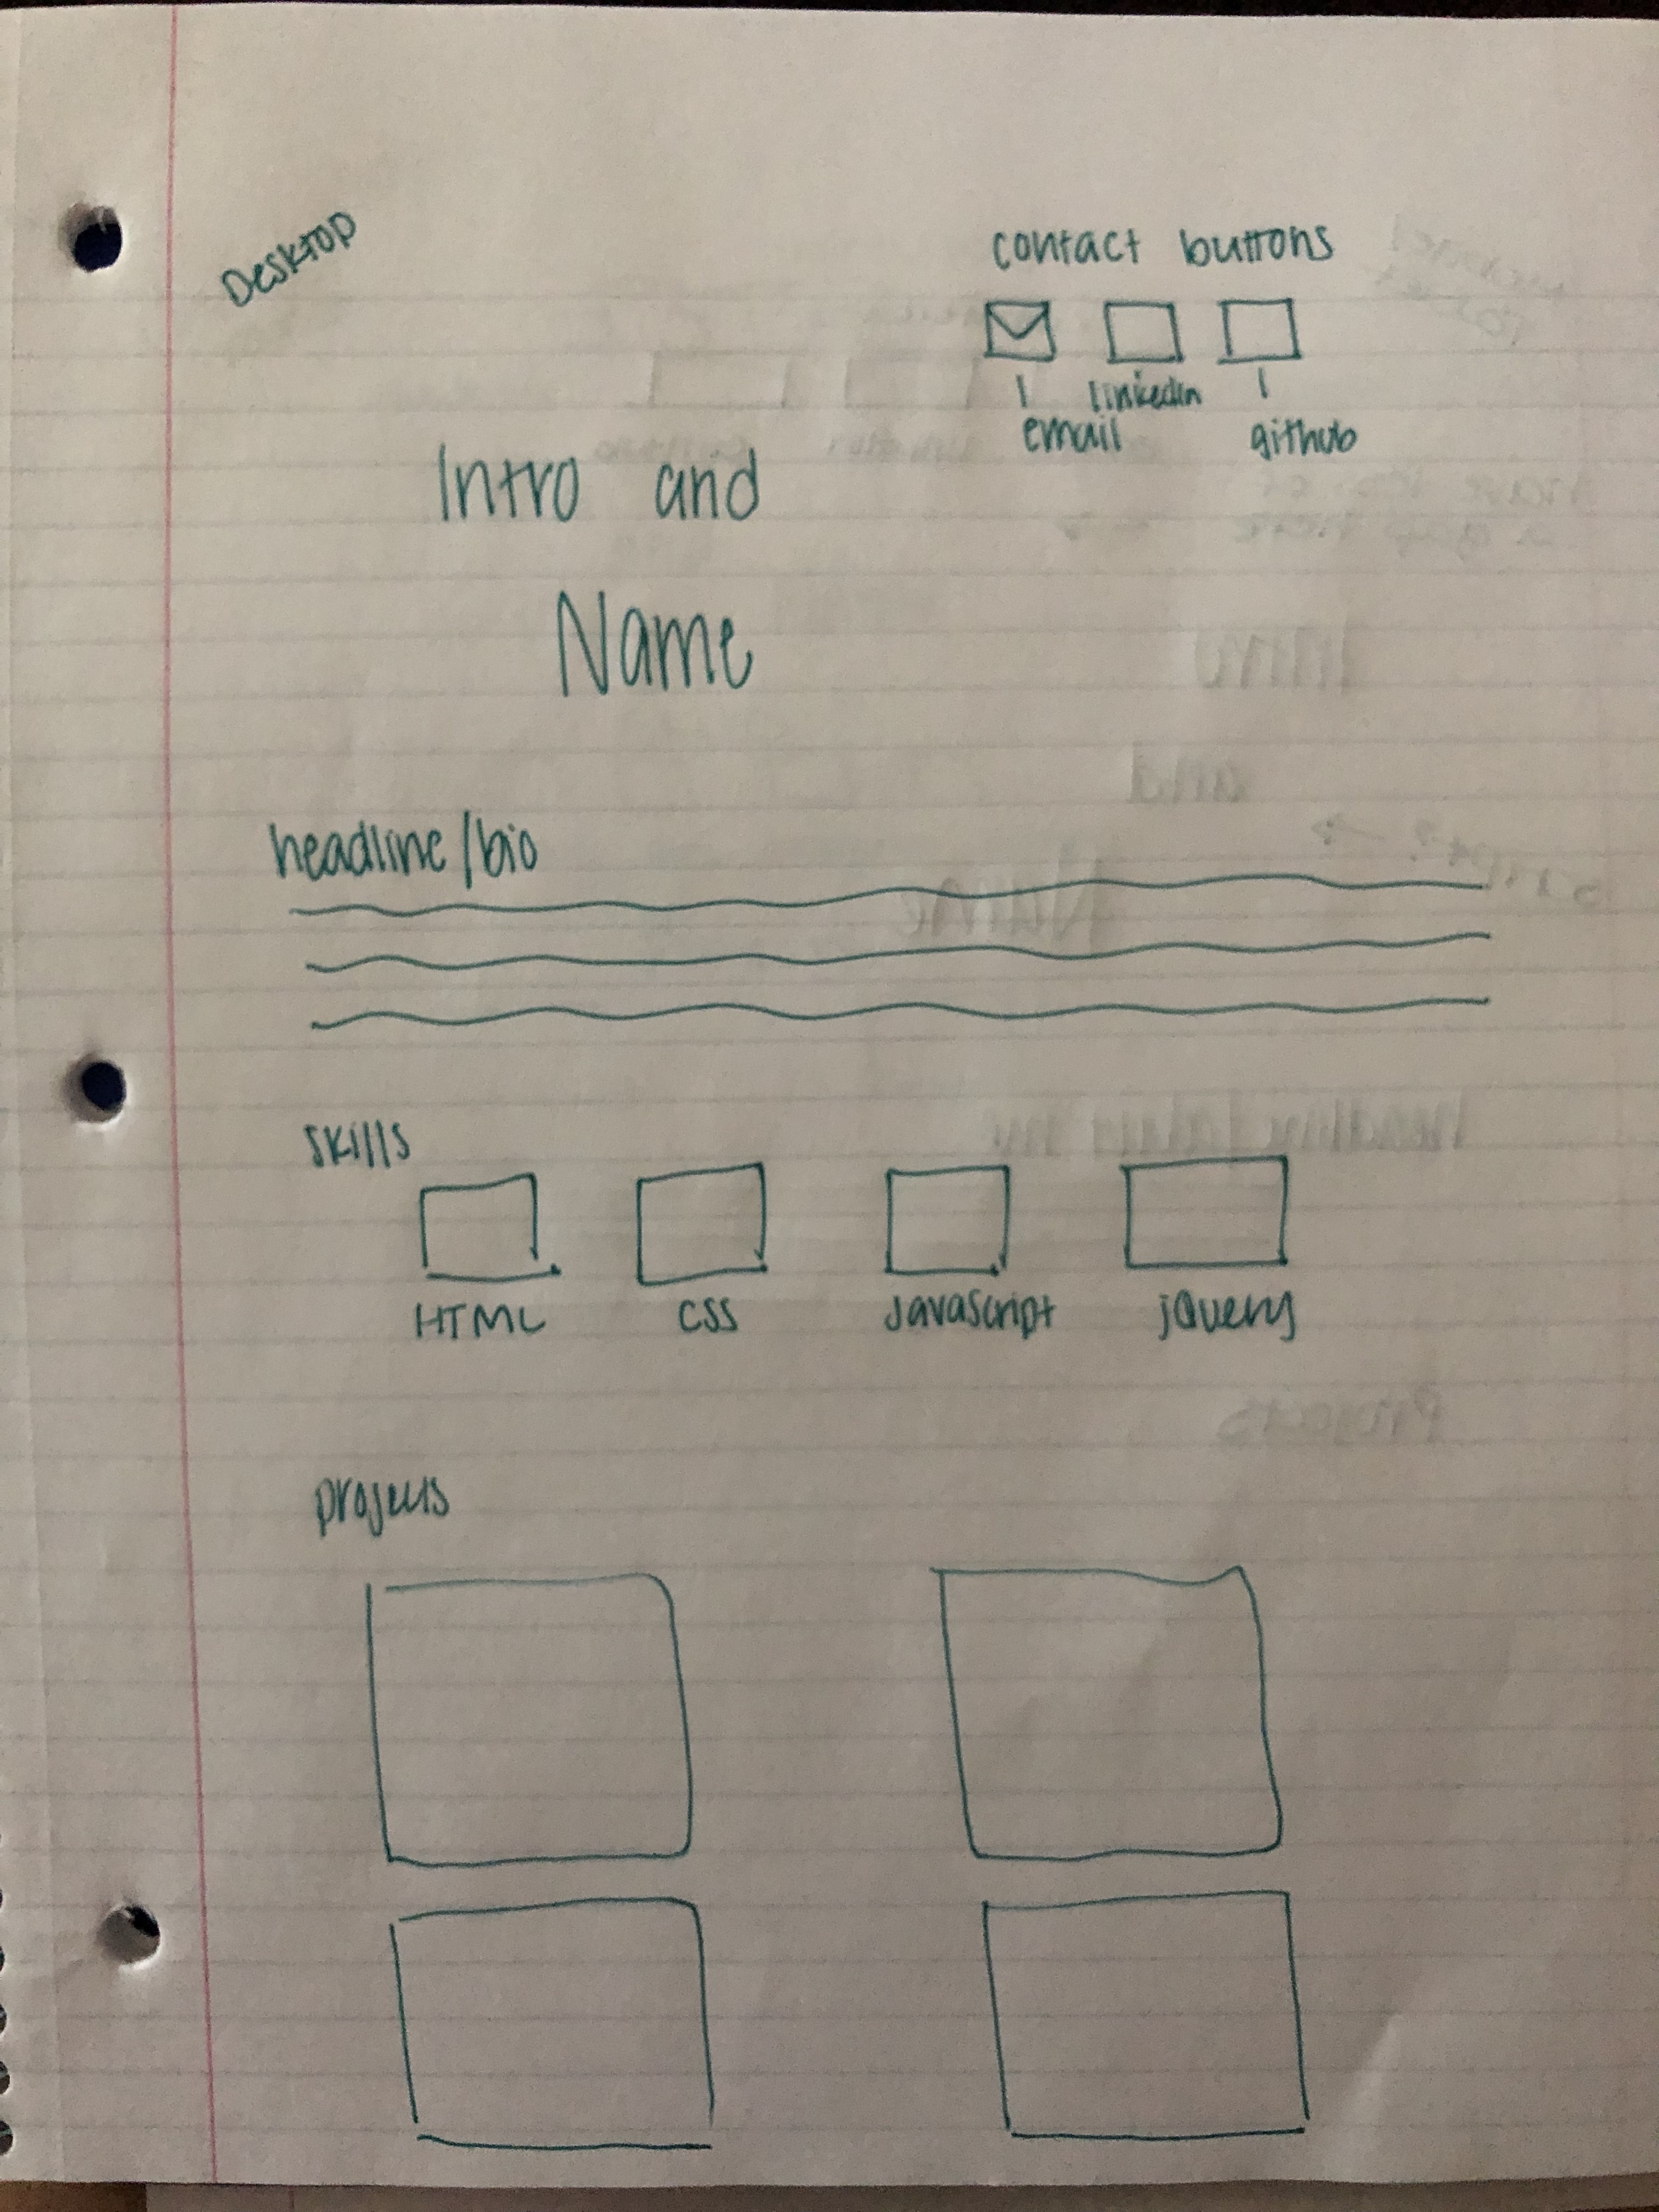 Desktop
contact buttons
email
linkedin
github
Intro and
Name
headline/bio
skills
HTML
CSS
Javascript
jQuery
projects